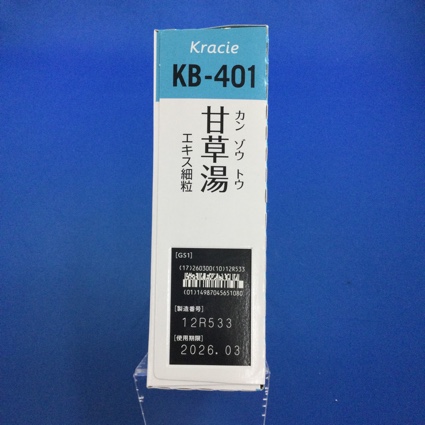 Kracie
KB-401
カンゾウトウ
甘草湯
エキス細粒
[GS1]
(17)260300(10)12R533
(01)14987045651080
[製造番号]
12R533
[使用期限]
2026.03